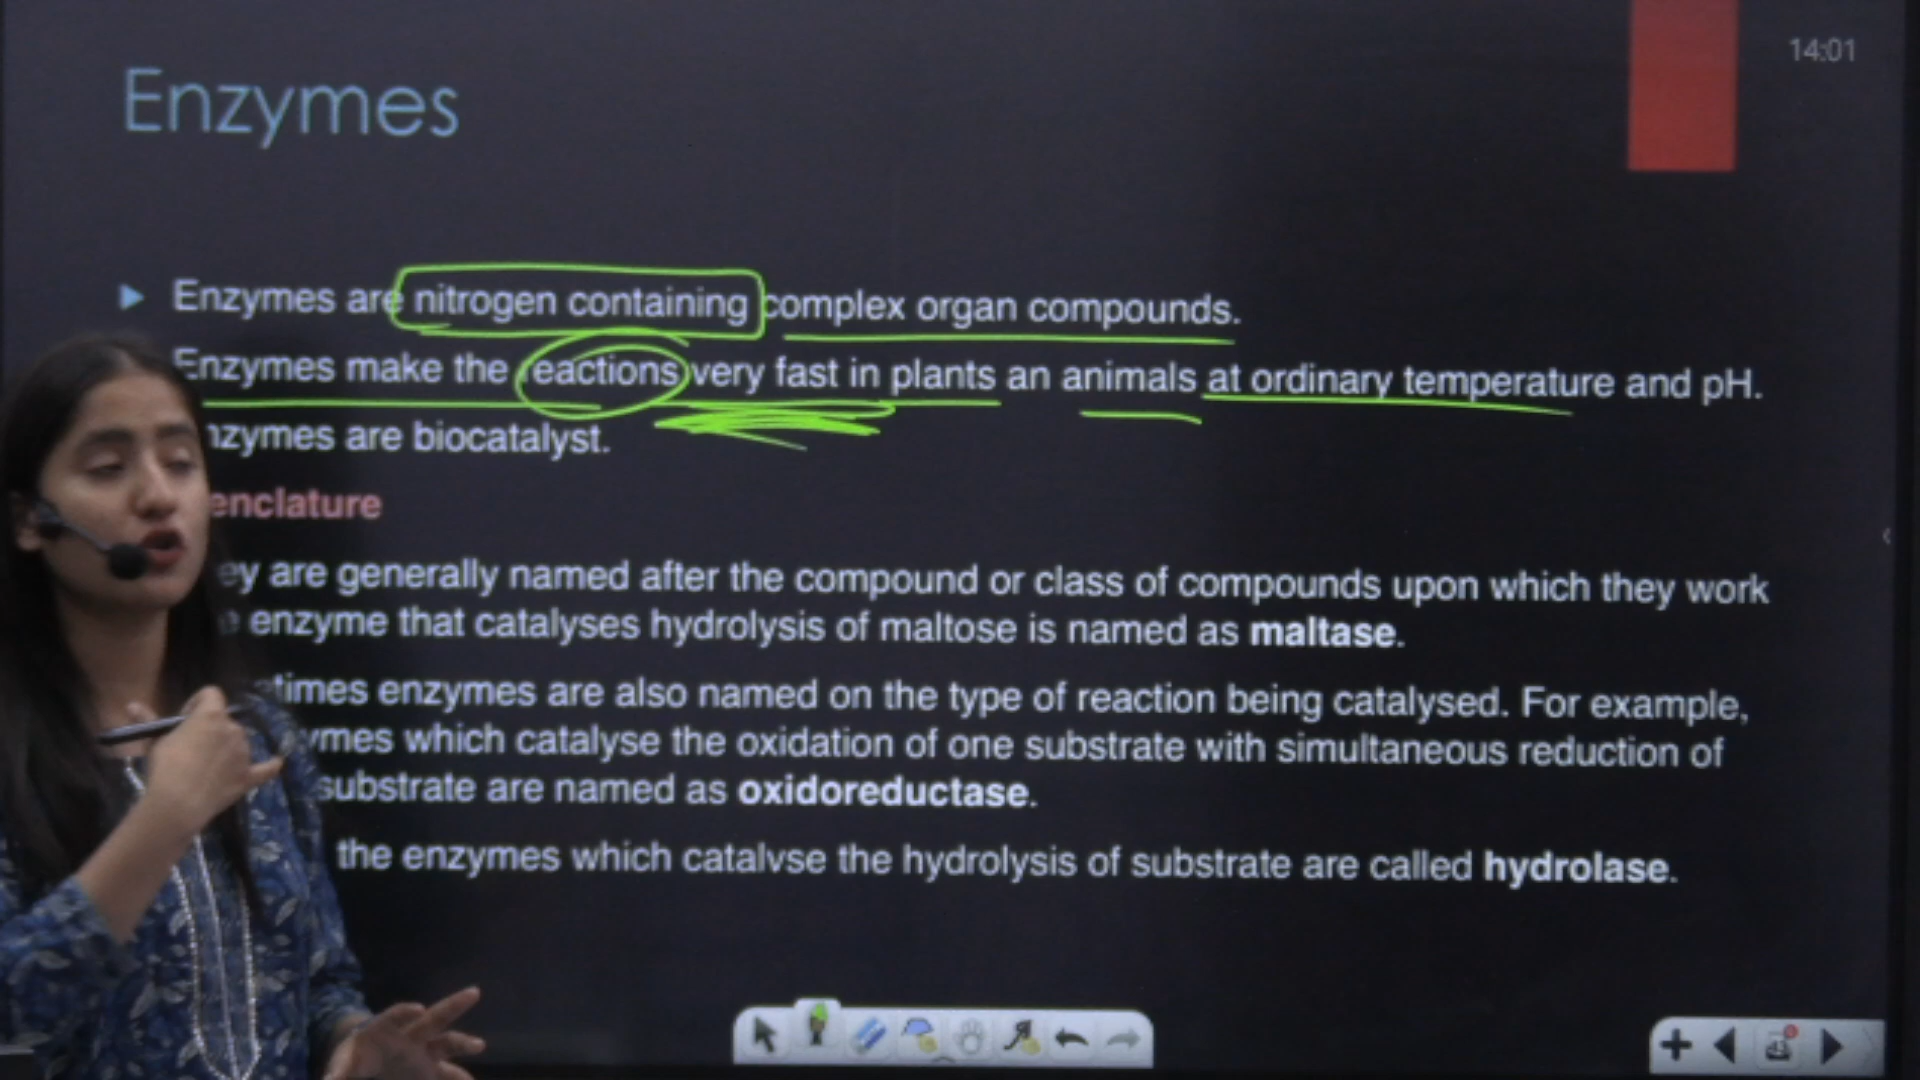 14:01
Enzymes
Enzymes are nitrogen containing complex organ compounds.
Enzymes make the reactions very fast in plants an animals at ordinary temperature and pH.
nzymes are biocatalyst.
enclature
ey are generally named after the compound or class of compounds upon which they work
e enzyme that catalyses hydrolysis of maltose is named as maltase.
times enzymes are also named on the type of reaction being catalysed. For example,
ymes which catalyse the oxidation of one substrate with simultaneous reduction of
substrate are named as oxidoreductase.
the enzymes which catalyse the hydrolysis of substrate are called hydrolase.